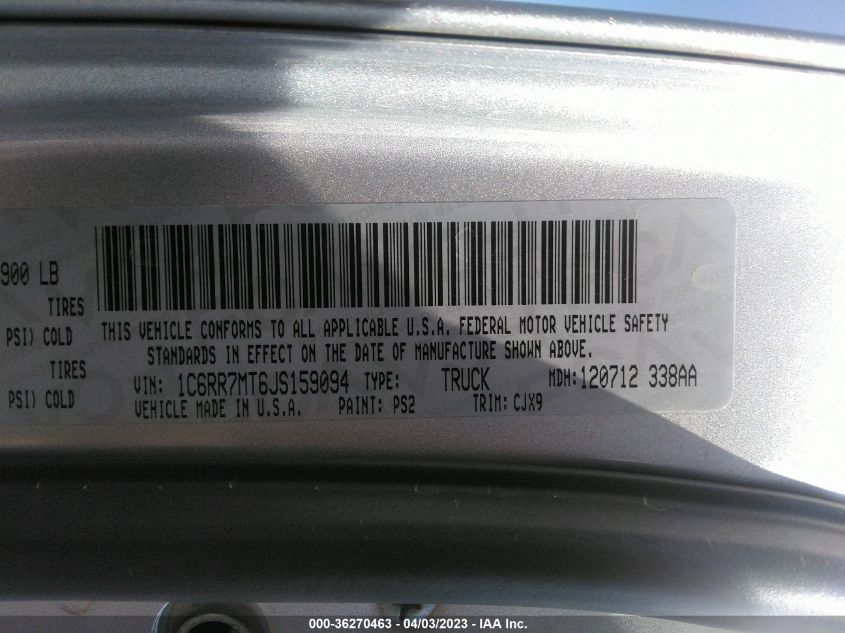 900 LB
TIRES
PSI) COLD
TIRES
PSI) COLD
THIS VEHICLE CONFORMS TO ALL APPLICABLE U.S.A. FEDERAL MOTOR VEHICLE SAFETY
STANDARDS IN EFFECT ON THE DATE OF MANUFACTURE SHOWN ABOVE.
VIN: 1C6RR7MT6JS159094 TYPE: TRUCK MDH: 120712 338AA
VEHICLE MADE IN U.S.A. PAINT: PS2 TRIM: CJX9
000-36270463 - 04/03/2023 - IAA Inc.